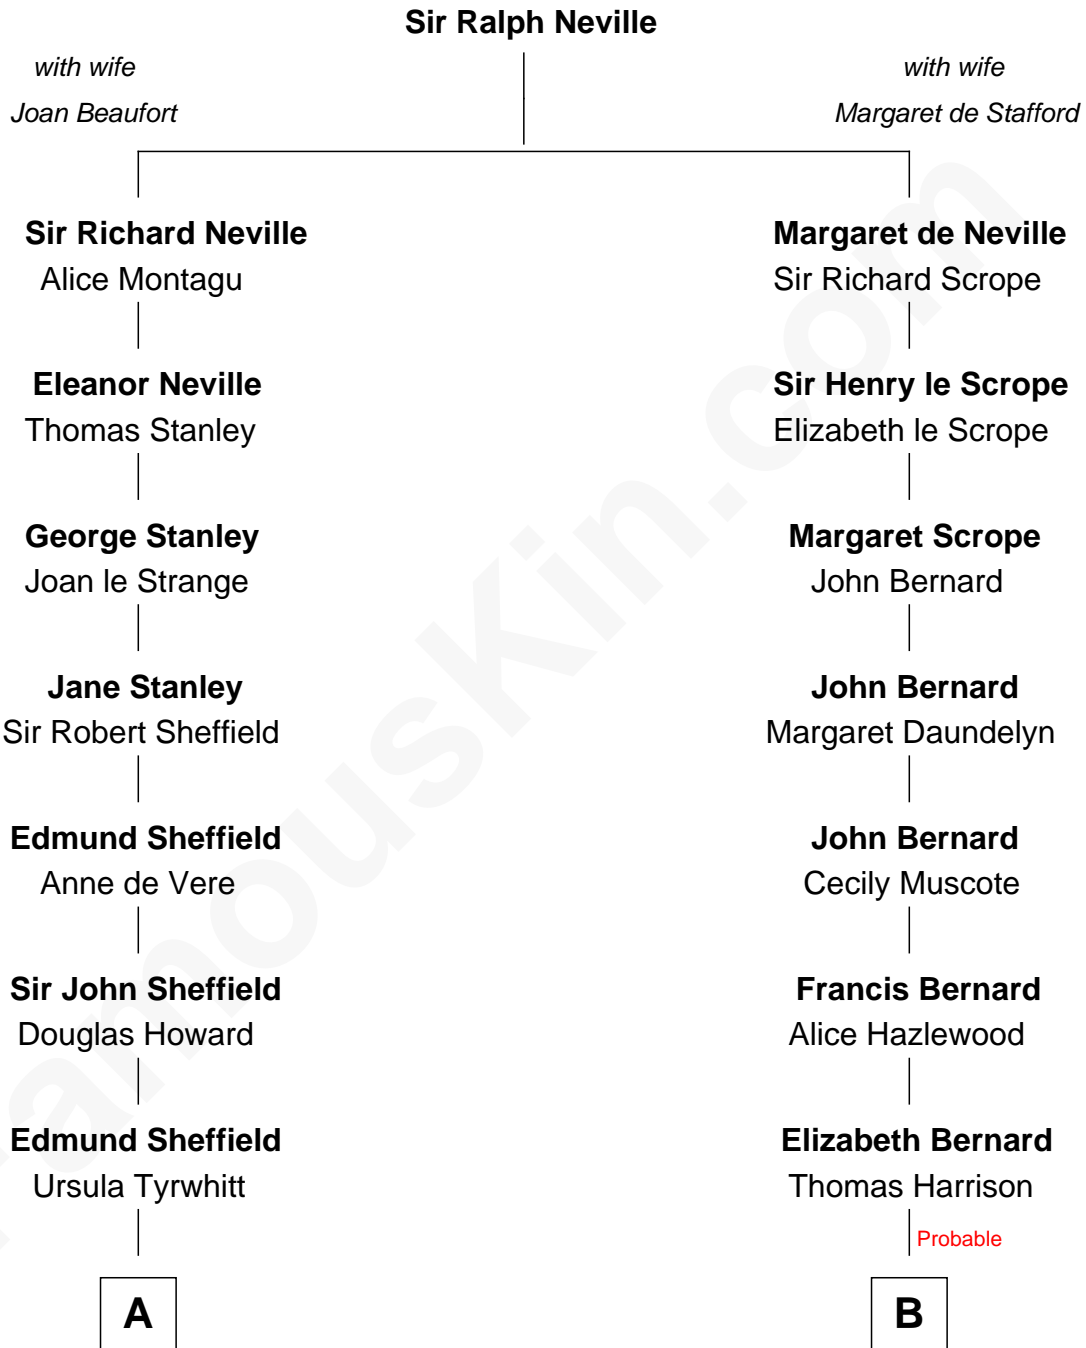 Sir Ralph Neville
with wife
Joan Beaufort
with wife
Margaret de Stafford
Sir Richard Neville
Alice Montagu
Margaret de Neville
Sir Richard Scrope
Eleanor Neville
Thomas Stanley
Sir Henry le Scrope
Elizabeth le Scrope
George Stanley
Joan le Strange
Margaret Scrope
John Bernard
Jane Stanley
Sir Robert Sheffield
John Bernard
Margaret Daundelyn
Edmund Sheffield
Anne de Vere
John Bernard
Cecily Muscote
Sir John Sheffield
Douglas Howard
Francis Bernard
Alice Hazlewood
Edmund Sheffield
Ursula Tyrwhitt
Elizabeth Bernard
Thomas Harrison
Probable
A
B
FamousKin.com